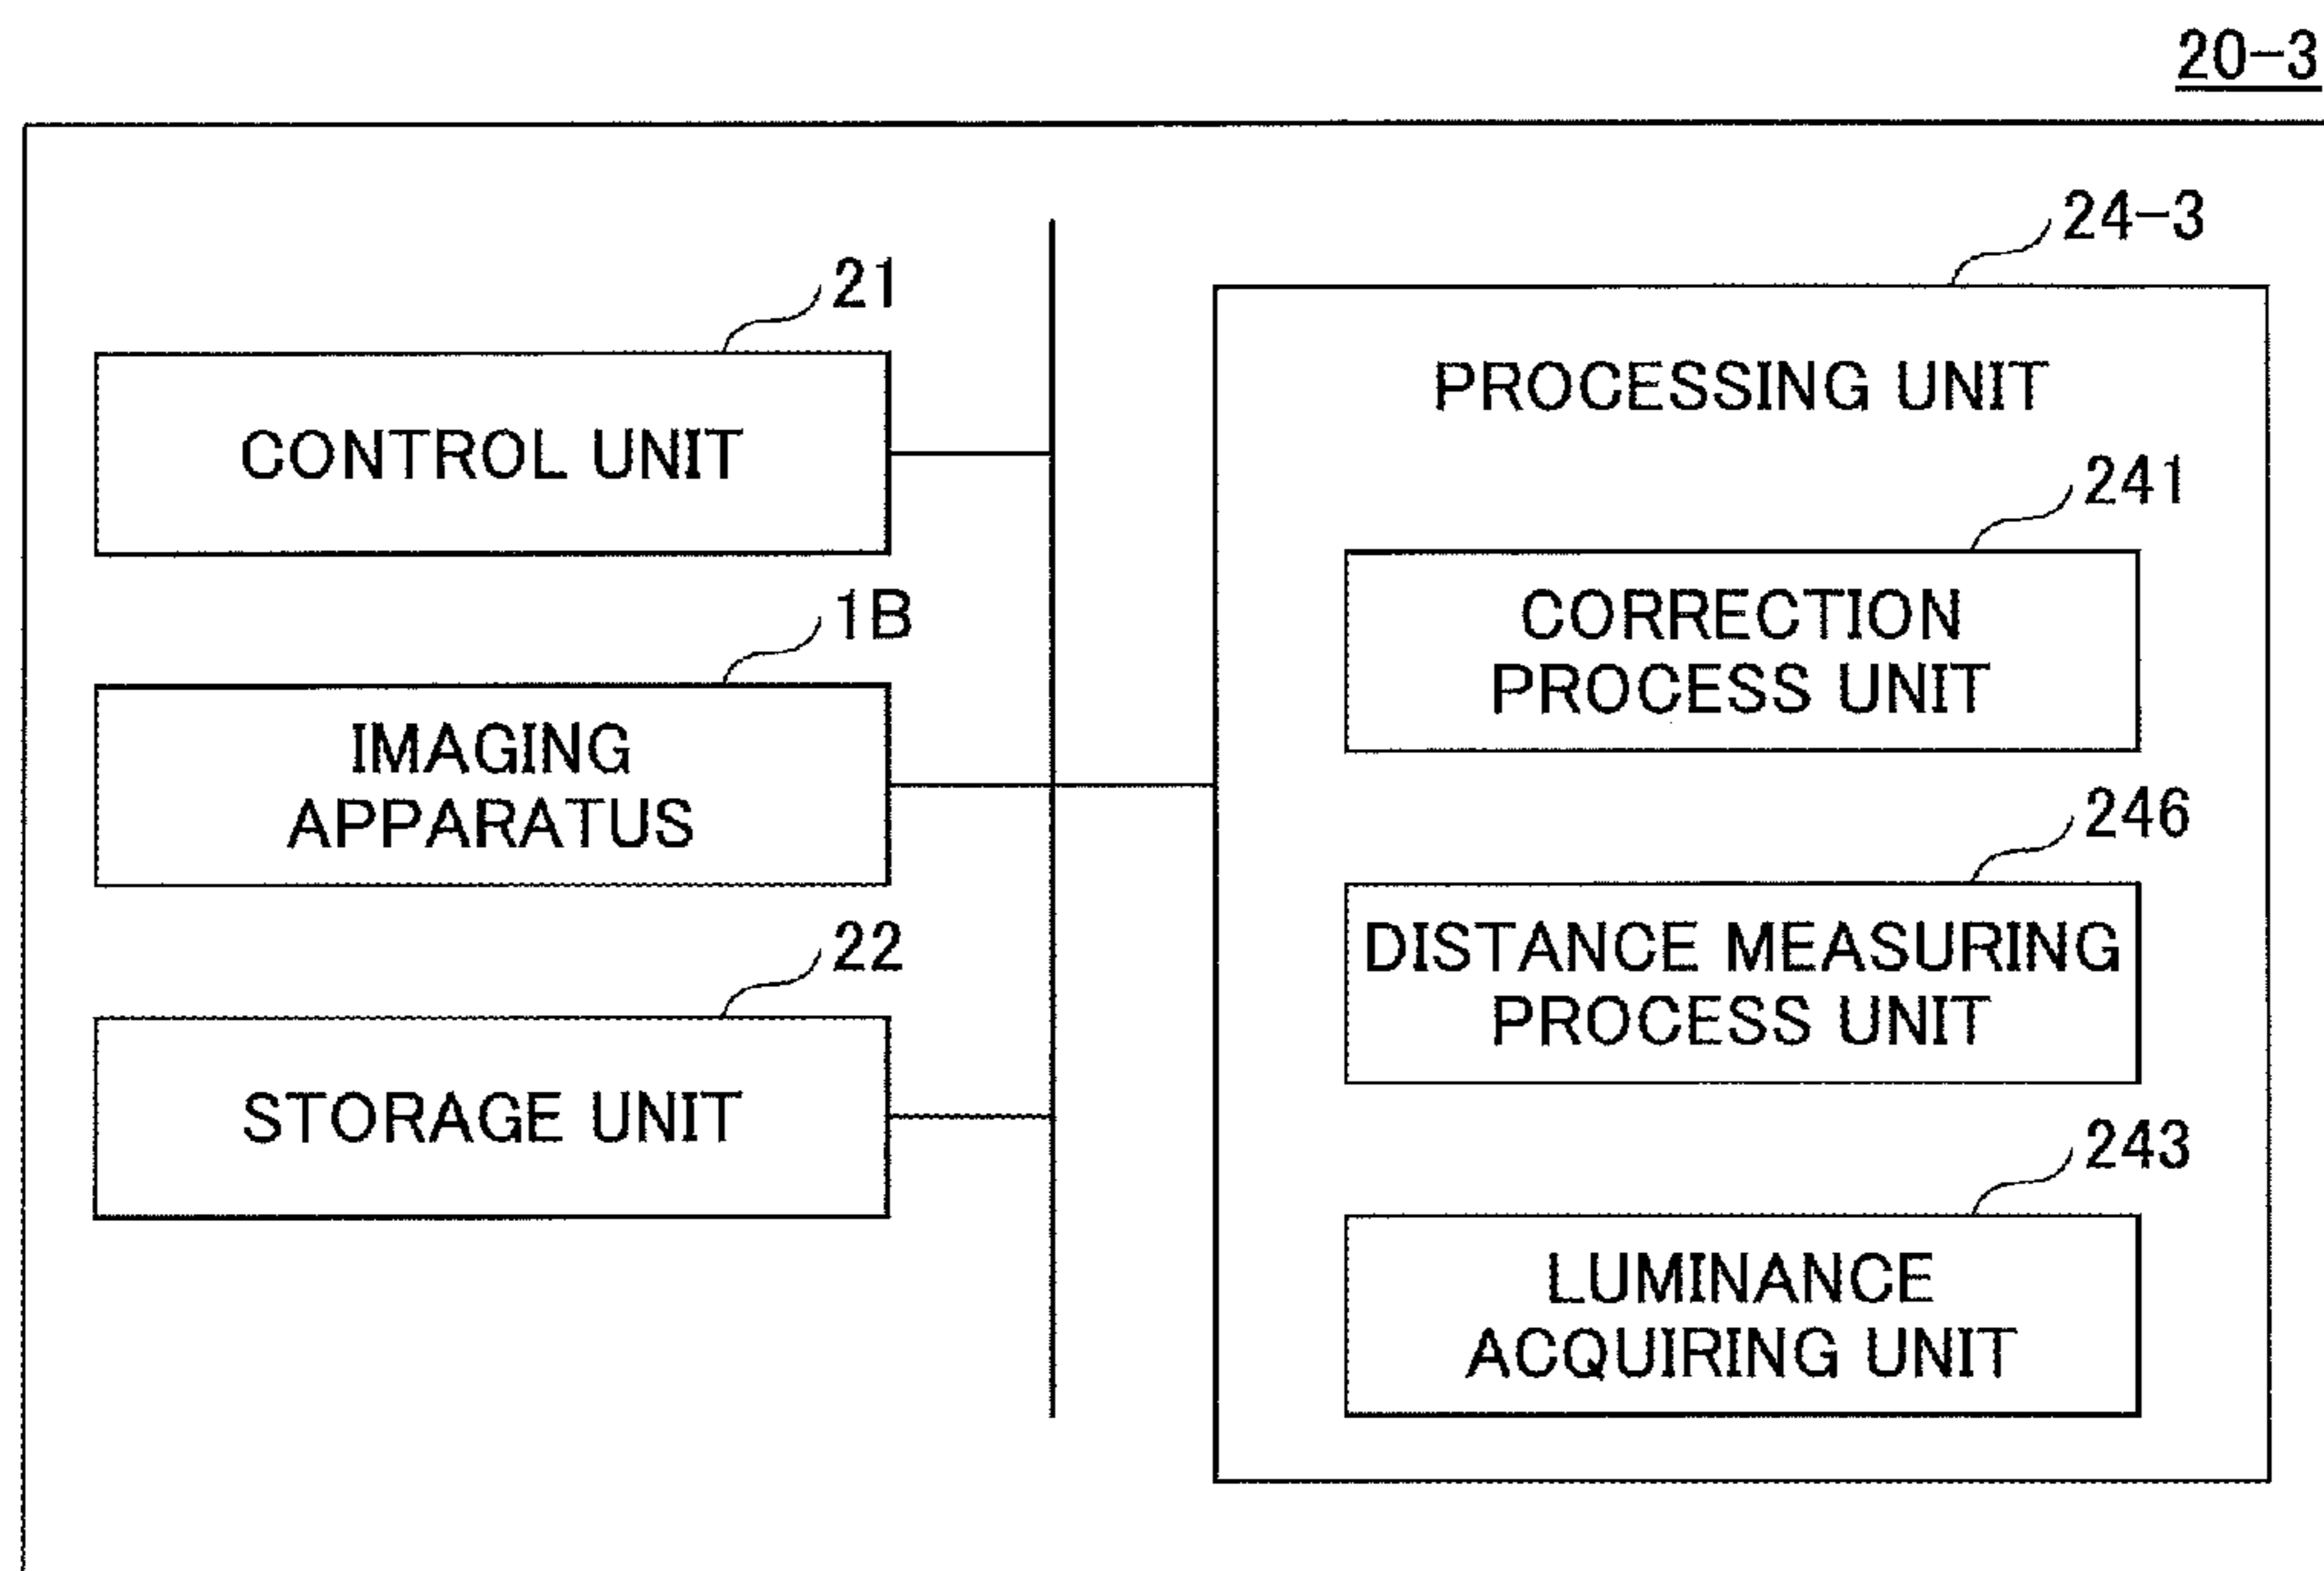 20-3
21
CONTROL UNIT
1B
IMAGING
APPARATUS
22
STORAGE UNIT
24-3
PROCESSING UNIT
241
CORRECTION
PROCESS UNIT
246
DISTANCE MEASURING
PROCESS UNIT
243
LUMINANCE
ACQUIRING UNIT